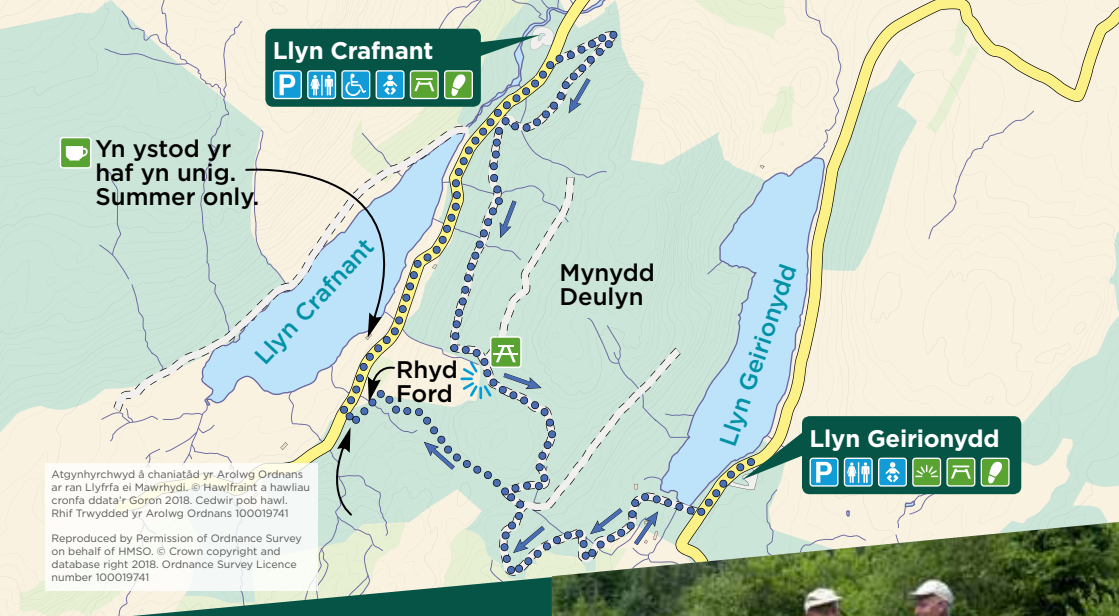 Llyn Crafnant
P
Yn ystod yr
haf yn unig.
Summer only.
Llyn Crafnant
Mynydd
Deulyn
Llyn Geirionydd
Rhyd
Ford
Llyn Geirionydd
P
Atgynhyrchwyd â chaniatâd yr Arolwg Ordnans
ar ran Llyfrfa ei Mawrhydi. © Hawlfraint a hawliau
cronfa ddata'r Goron 2018. Cedwir pob hawl.
Rhif Trwydded yr Arolwg Ordnans 100019741
Reproduced by Permission of Ordnance Survey
on behalf of HMSO. © Crown copyright and
database right 2018. Ordnance Survey Licence
number 100019741